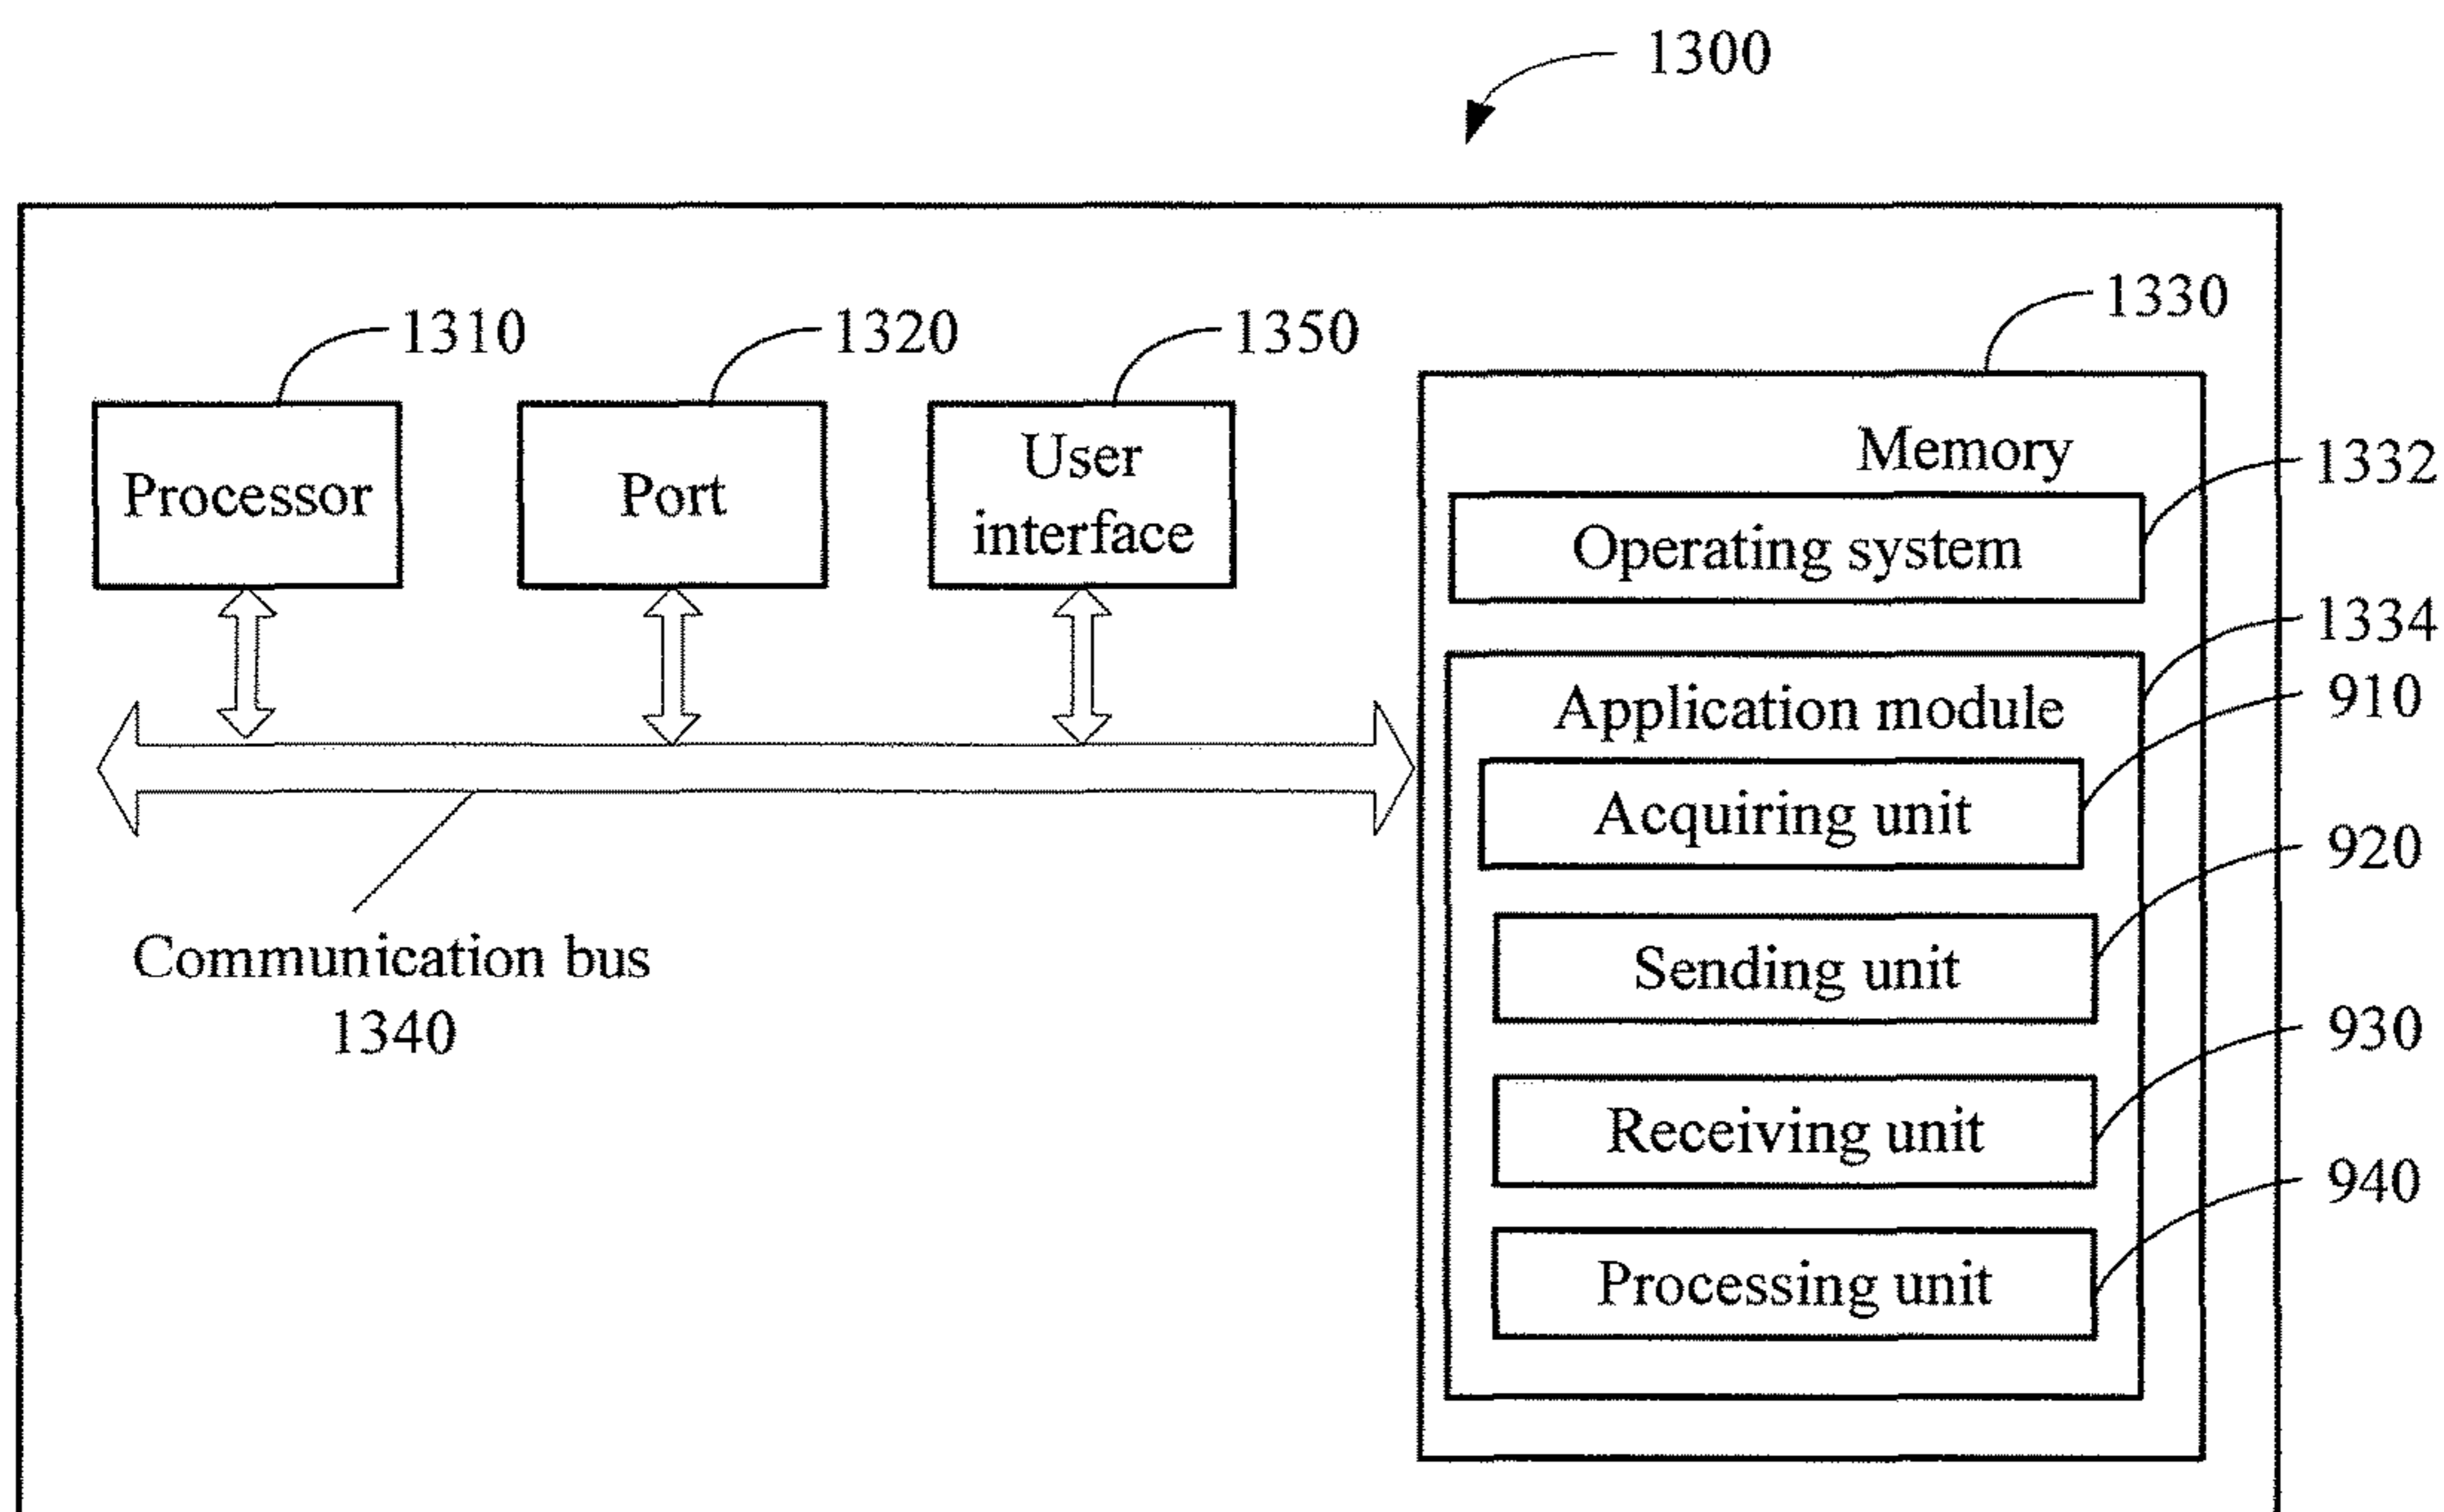 1300
1330
1310
1320
1350
Memory
1332
Processor
Port
User
interface
Operating system
1334
Application module
910
Acquiring unit
920
Communication bus
1340
Sending unit
930
Receiving unit
940
Processing unit